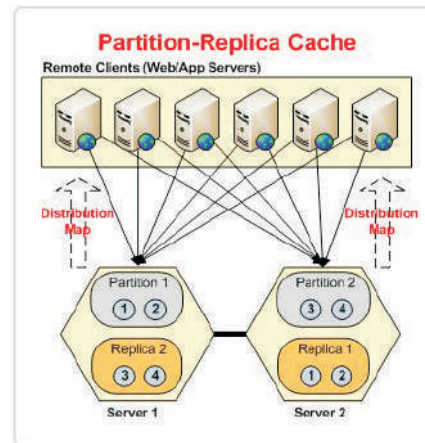 Partition-Replica Cache
Remote Clients (Web/App Servers)
Distribution
Map
Distribution
Map
Partition 1
1 2
Replica 2
3 4
Server 1
Partition 2
3 4
Replica 1
1 2
Server 2